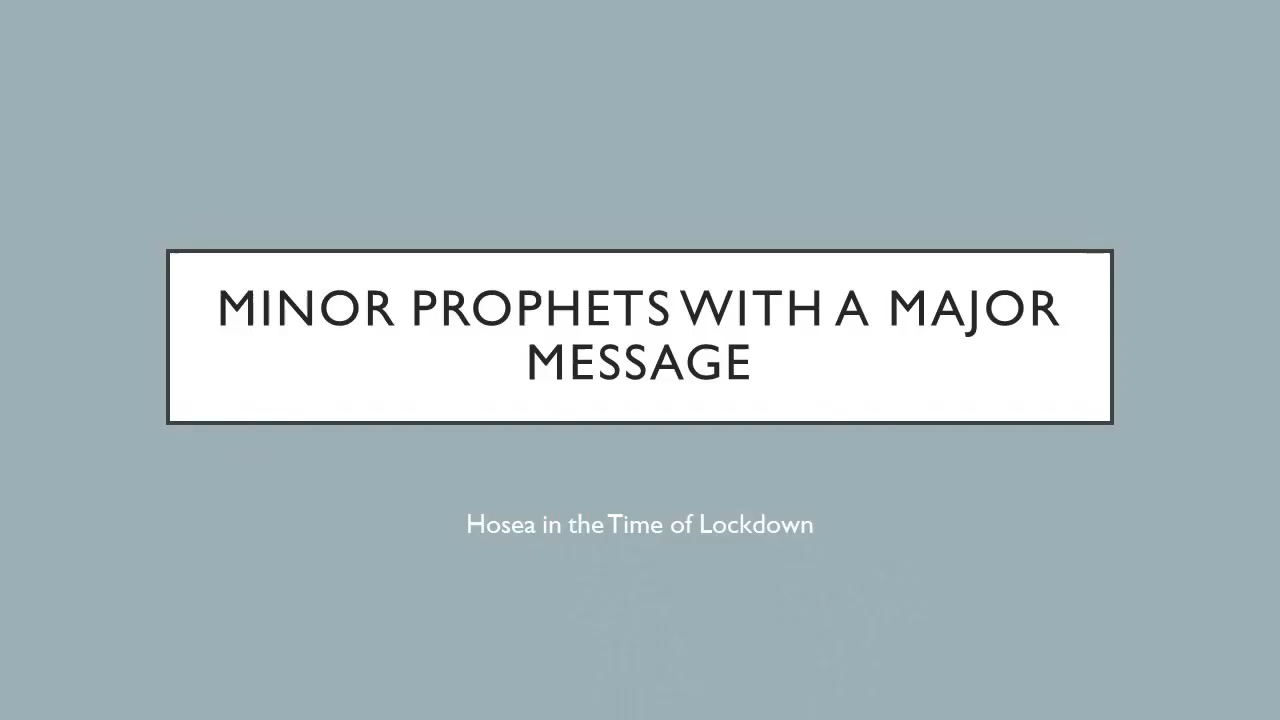 MINOR PROPHETS WITH A MAJOR
MESSAGE
Hosea in the Time of Lockdown